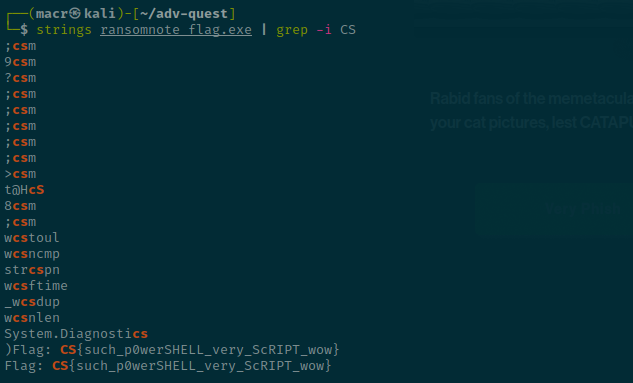 ┌──(macr㉿kali)-[~/adv-quest]
└─$ strings ransomnote_flag.exe | grep -i CS
;csm
9csm
?csm
;csm
;csm
;csm
;csm
;csm
>csm
t@HcS
8csm
;csm
wcstoul
wcsncmp
strcspn
wcsftime
_wcsdup
wcsnlen
System.Diagnostics
)Flag: CS{such_p0werSHELL_very_ScRIPT_wow}
Flag: CS{such_p0werSHELL_very_ScRIPT_wow}
Rabid fans of the memetacula
your cat pictures, lest CATAPU